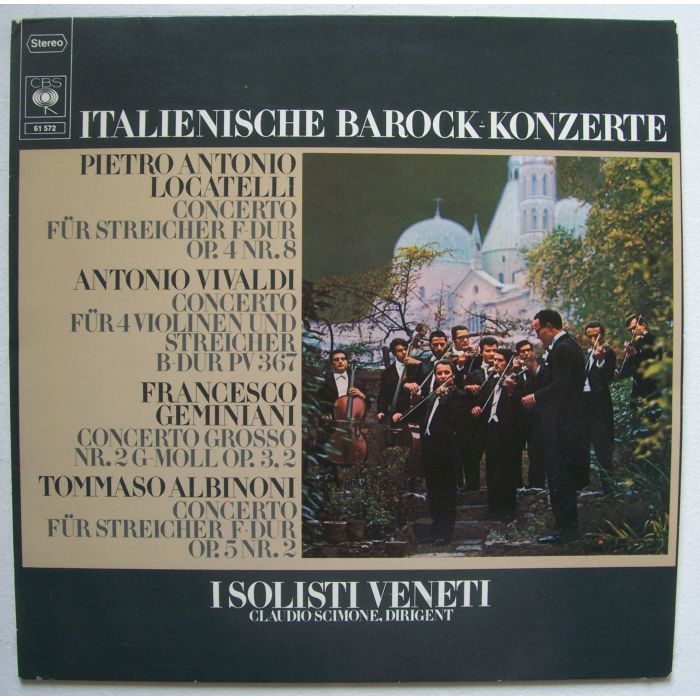 Stereo
CBS
61 572
ITALIENISCHE BAROCK-KONZERTE
PIETRO ANTONIO
LOCATELLI
CONCERTO
FÜR STREICHER F-DUR
OP. 4 NR. 8
ANTONIO VIVALDI
CONCERTO
FÜR 4 VIOLINEN UND
STREICHER
B-DUR PV 367
FRANCESCO
GEMINIANI
CONCERTO GROSSO
NR. 2 G-MOLL OP. 3, 2
TOMMASO ALBINONI
CONCERTO
FÜR STREICHER F-DUR
OP. 5 NR. 2
I SOLISTI VENETI
CLAUDIO SCIMONE, DIRIGENT